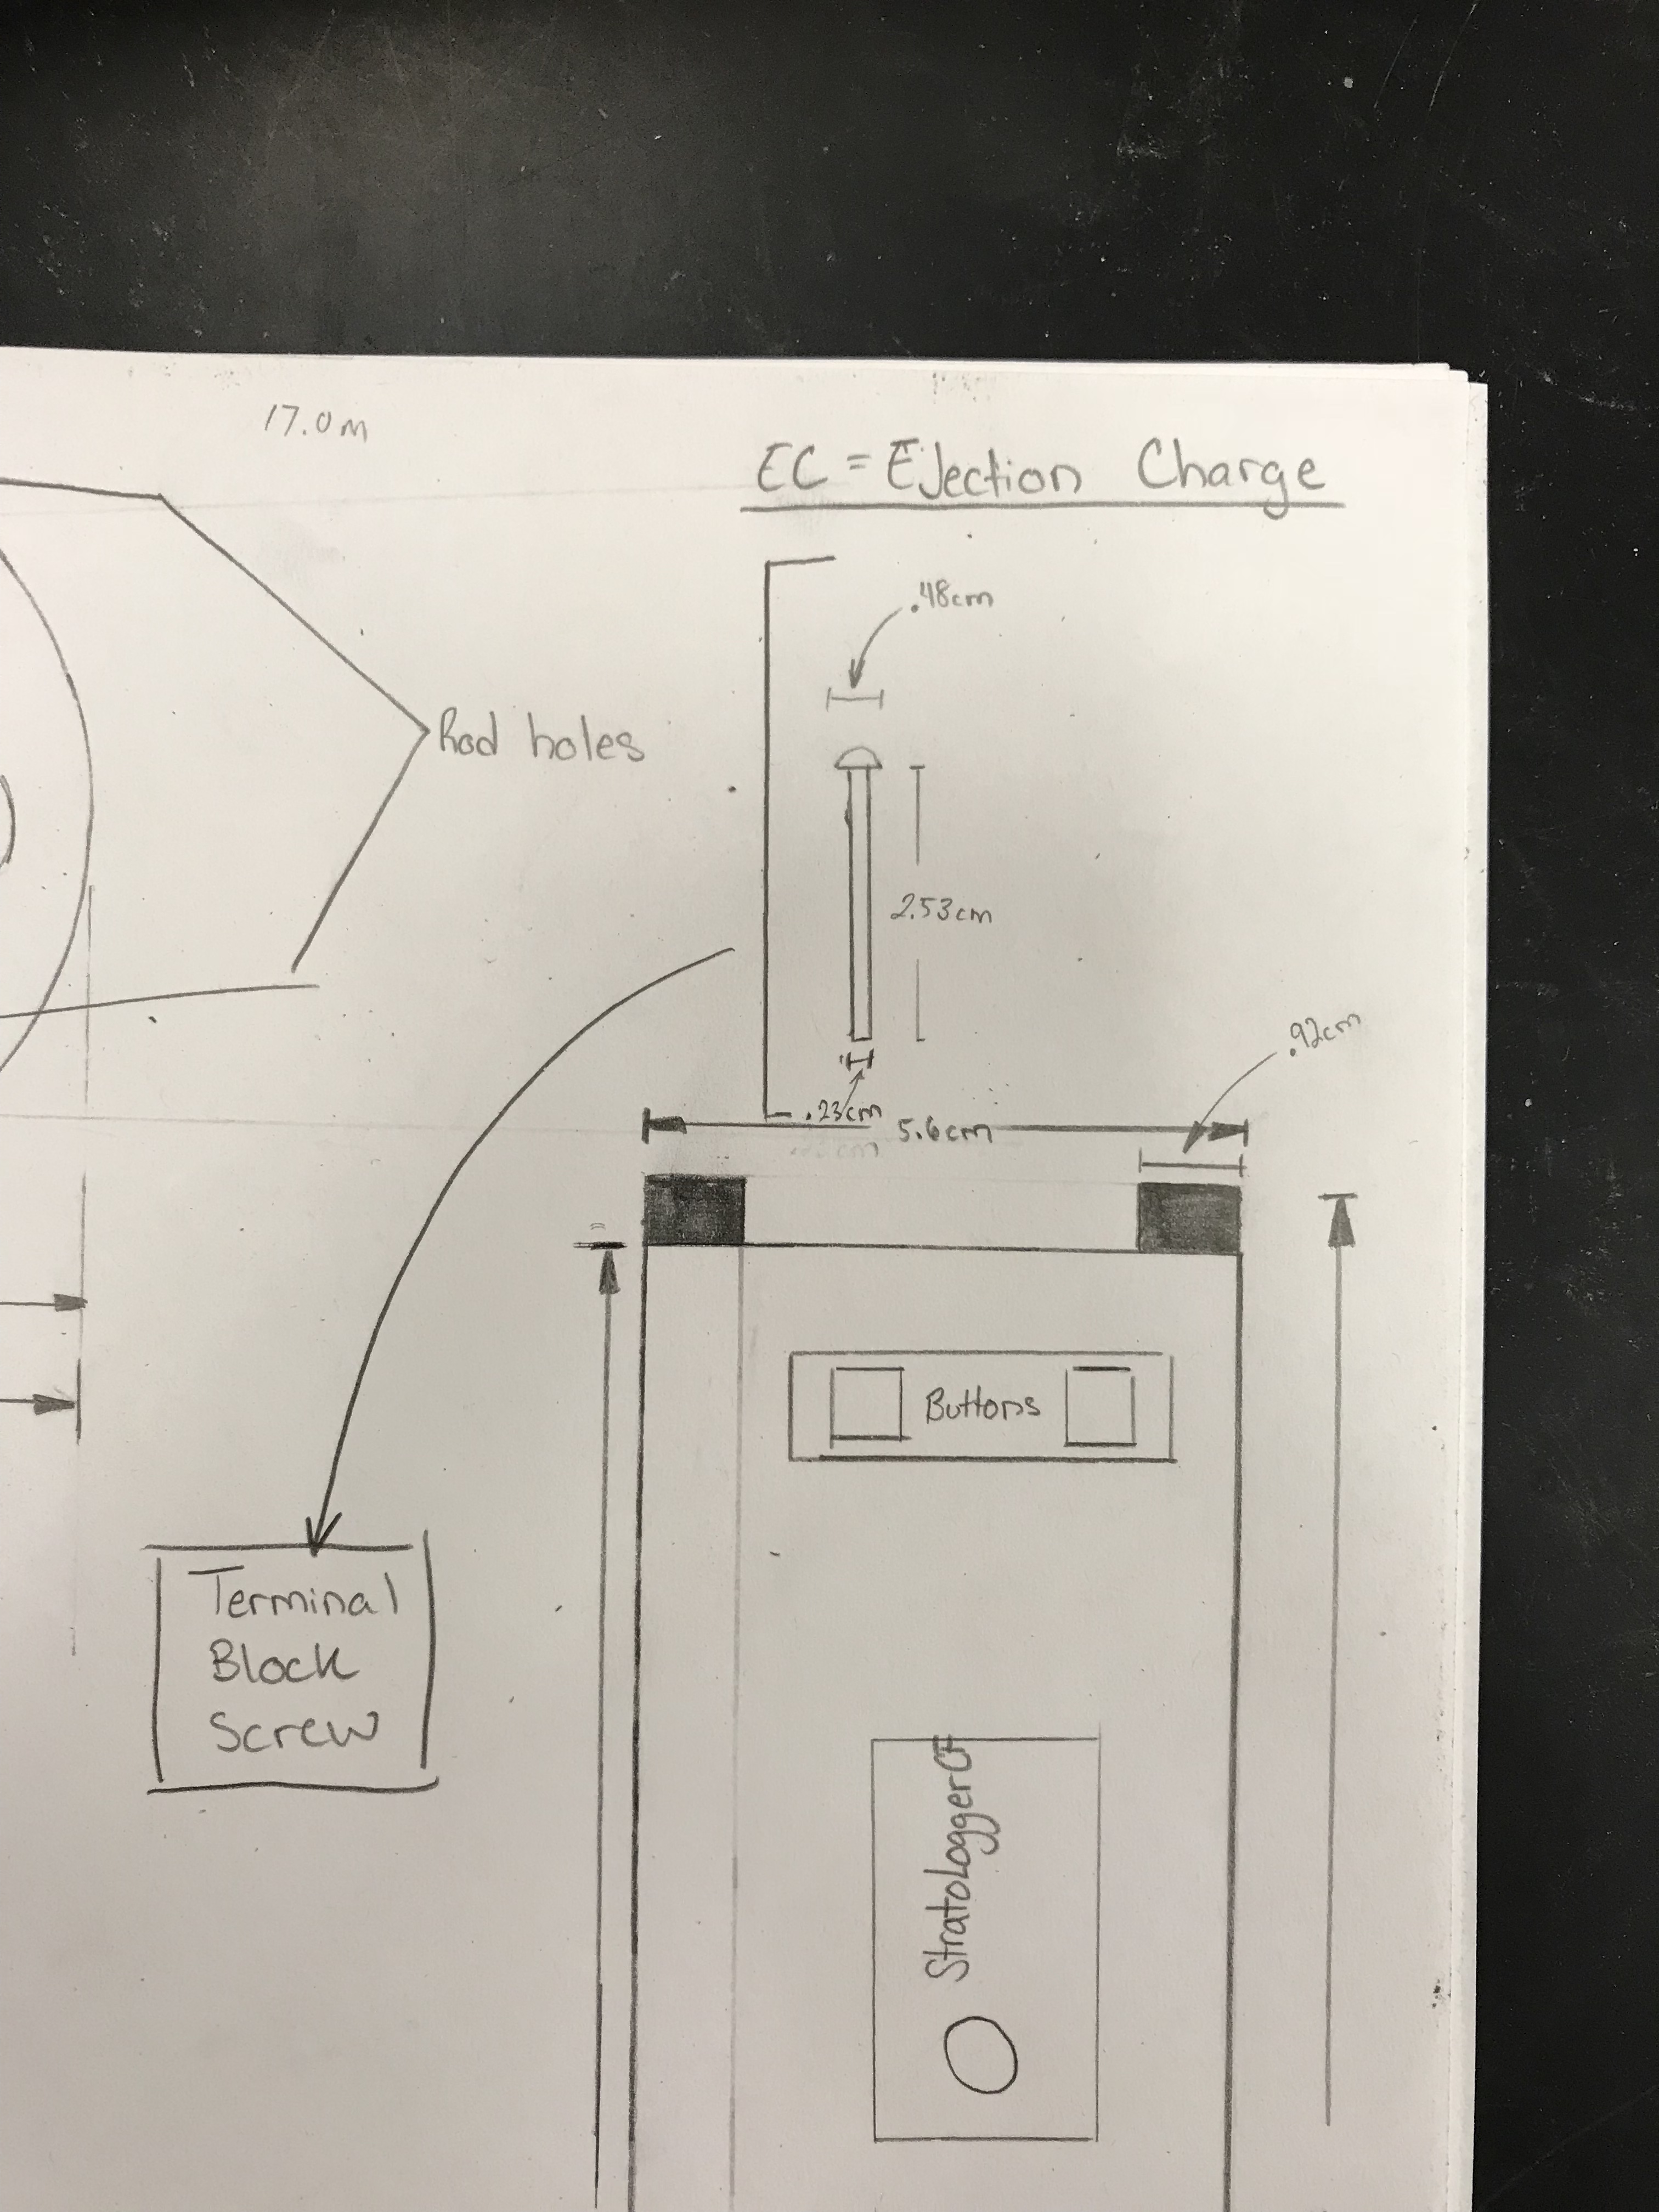 17.0m
EC = Ejection Charge
.48cm
Rod holes
2.53cm
.92cm
.23cm
5.6cm
Buttons
Terminal
Block
Screw
StratologgerCF